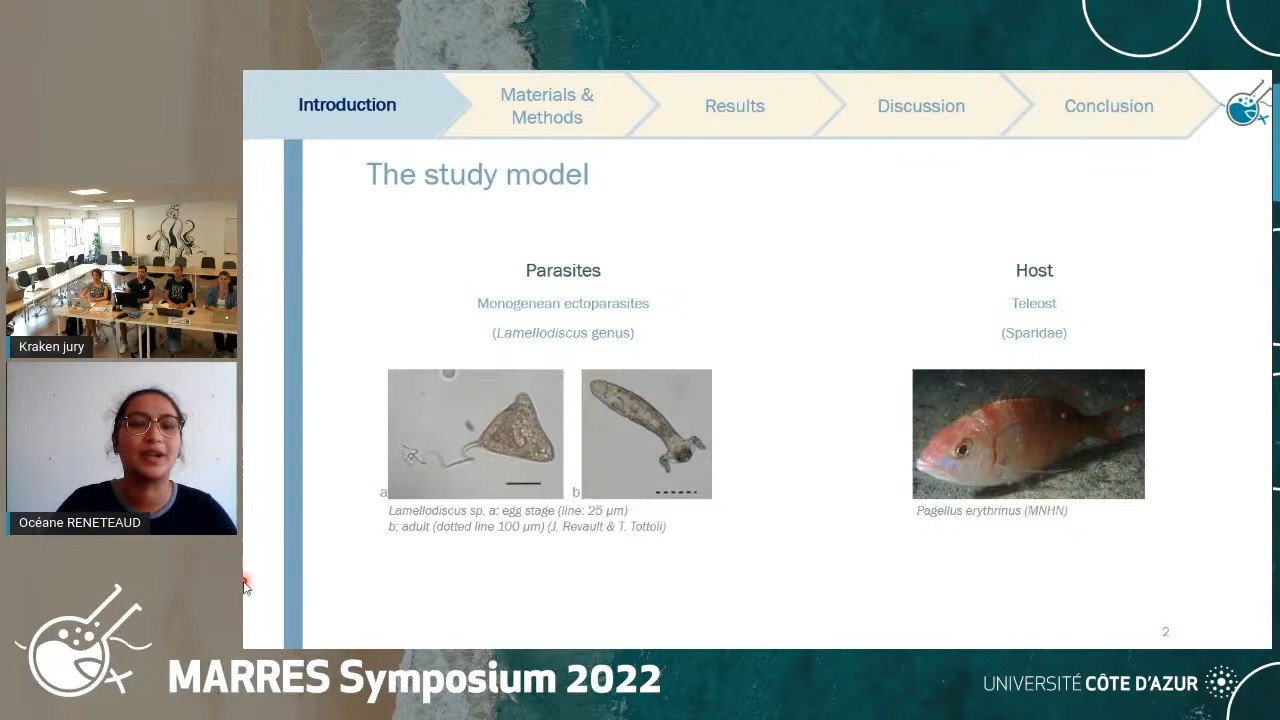 Introduction
Materials &
Methods
Results
Discussion
Conclusion
The study model
Parasites
Monogenean ectoparasites
(Lamellodiscus genus)
Host
Teleost
(Sparidae)
a
b
Lamellodiscus sp. a: egg stage (line: 25 µm)
b: adult (dotted line 100 µm) (J. Revault & T. Tottoli)
Pagellus erythrinus (MNHN)
2
Kraken jury
Océane RENETEAUD
MARRES Symposium 2022
UNIVERSITÉ CÔTE D'AZUR